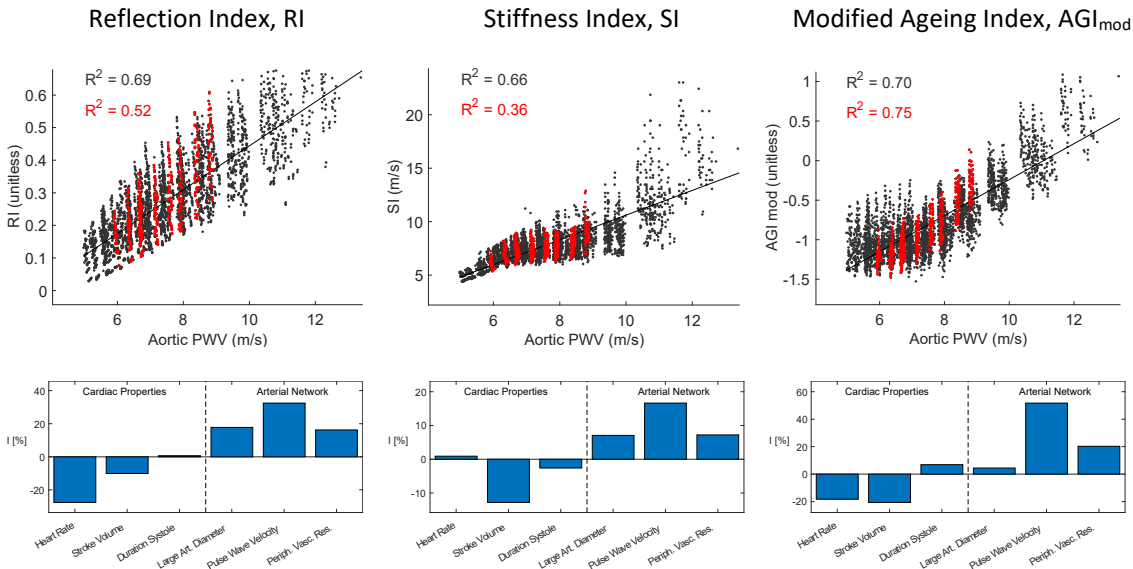 Reflection Index, RI
Stiffness Index, SI
Modified Ageing Index, AGImod
R2 = 0.69
R2 = 0.52
0.6
0.5
0.4
0.3
0.2
0.1
0
RI (unitless)
6 8 10 12
Aortic PWV (m/s)
R2 = 0.66
R2 = 0.36
20
15
10
5
SI (m/s)
6 8 10 12
Aortic PWV (m/s)
R2 = 0.70
R2 = 0.75
1
0.5
0
-0.5
-1
-1.5
AGI mod (unitless)
6 8 10 12
Aortic PWV (m/s)
Cardiac Properties Arterial Network
40
20
0
-20
I [%]
Heart Rate
Stroke Volume
Duration Systole
Large Art. Diameter
Pulse Wave Velocity
Periph. Vasc. Res.
Cardiac Properties Arterial Network
20
10
0
-10
I [%]
Heart Rate
Stroke Volume
Duration Systole
Large Art. Diameter
Pulse Wave Velocity
Periph. Vasc. Res.
Cardiac Properties Arterial Network
60
40
20
0
-20
I [%]
Heart Rate
Stroke Volume
Duration Systole
Large Art. Diameter
Pulse Wave Velocity
Periph. Vasc. Res.